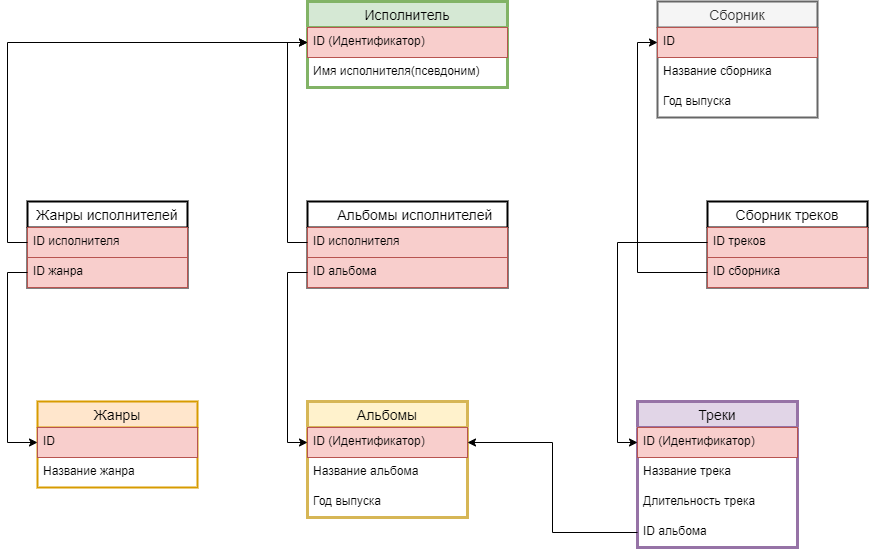 Исполнитель
ID (Идентификатор)
Имя исполнителя(псевдоним)
Сборник
ID
Название сборника
Год выпуска
Жанры исполнителей
ID исполнителя
ID жанра
Альбомы исполнителей
ID исполнителя
ID альбома
Сборник треков
ID треков
ID сборника
Жанры
ID
Название жанра
Альбомы
ID (Идентификатор)
Название альбома
Год выпуска
Треки
ID (Идентификатор)
Название трека
Длительность трека
ID альбома